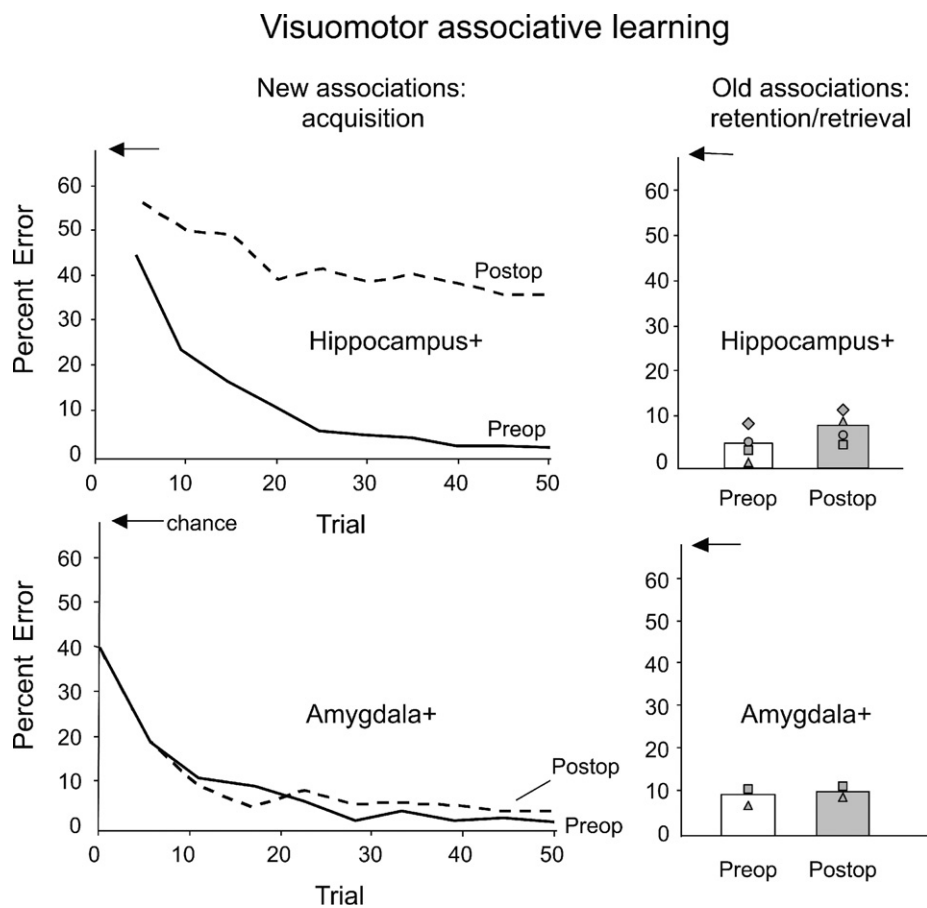 Visuomotor associative learning
New associations:
acquisition
Old associations:
retention/retrieval
Percent Error
60
50
40
30
20
10
0
Postop
Hippocampus+
Preop
0 10 20 30 40 50
Trial
60
50
40
30
20
10
0
Hippocampus+
Preop Postop
chance
Percent Error
60
50
40
30
20
10
0
Amygdala+
Postop
Preop
0 10 20 30 40 50
Trial
60
50
40
30
20
10
0
Amygdala+
Preop Postop